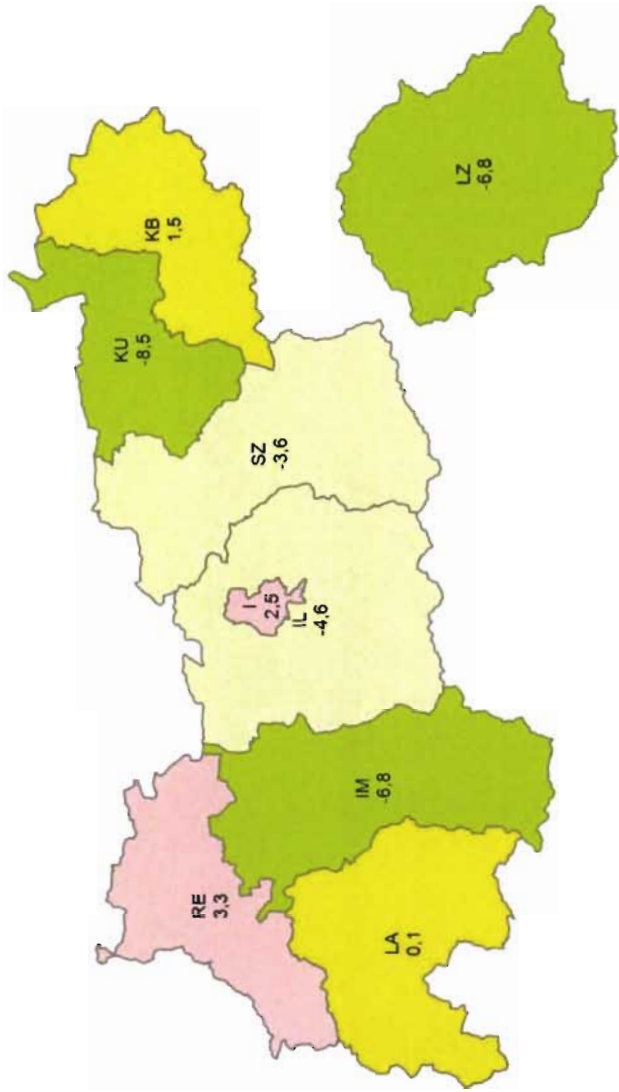 RE
3,3
LA
0,1
IM
-6,8
I
2,5
IL
-4,6
SZ
-3,6
KU
-8,5
KB
1,5
LZ
-6,8